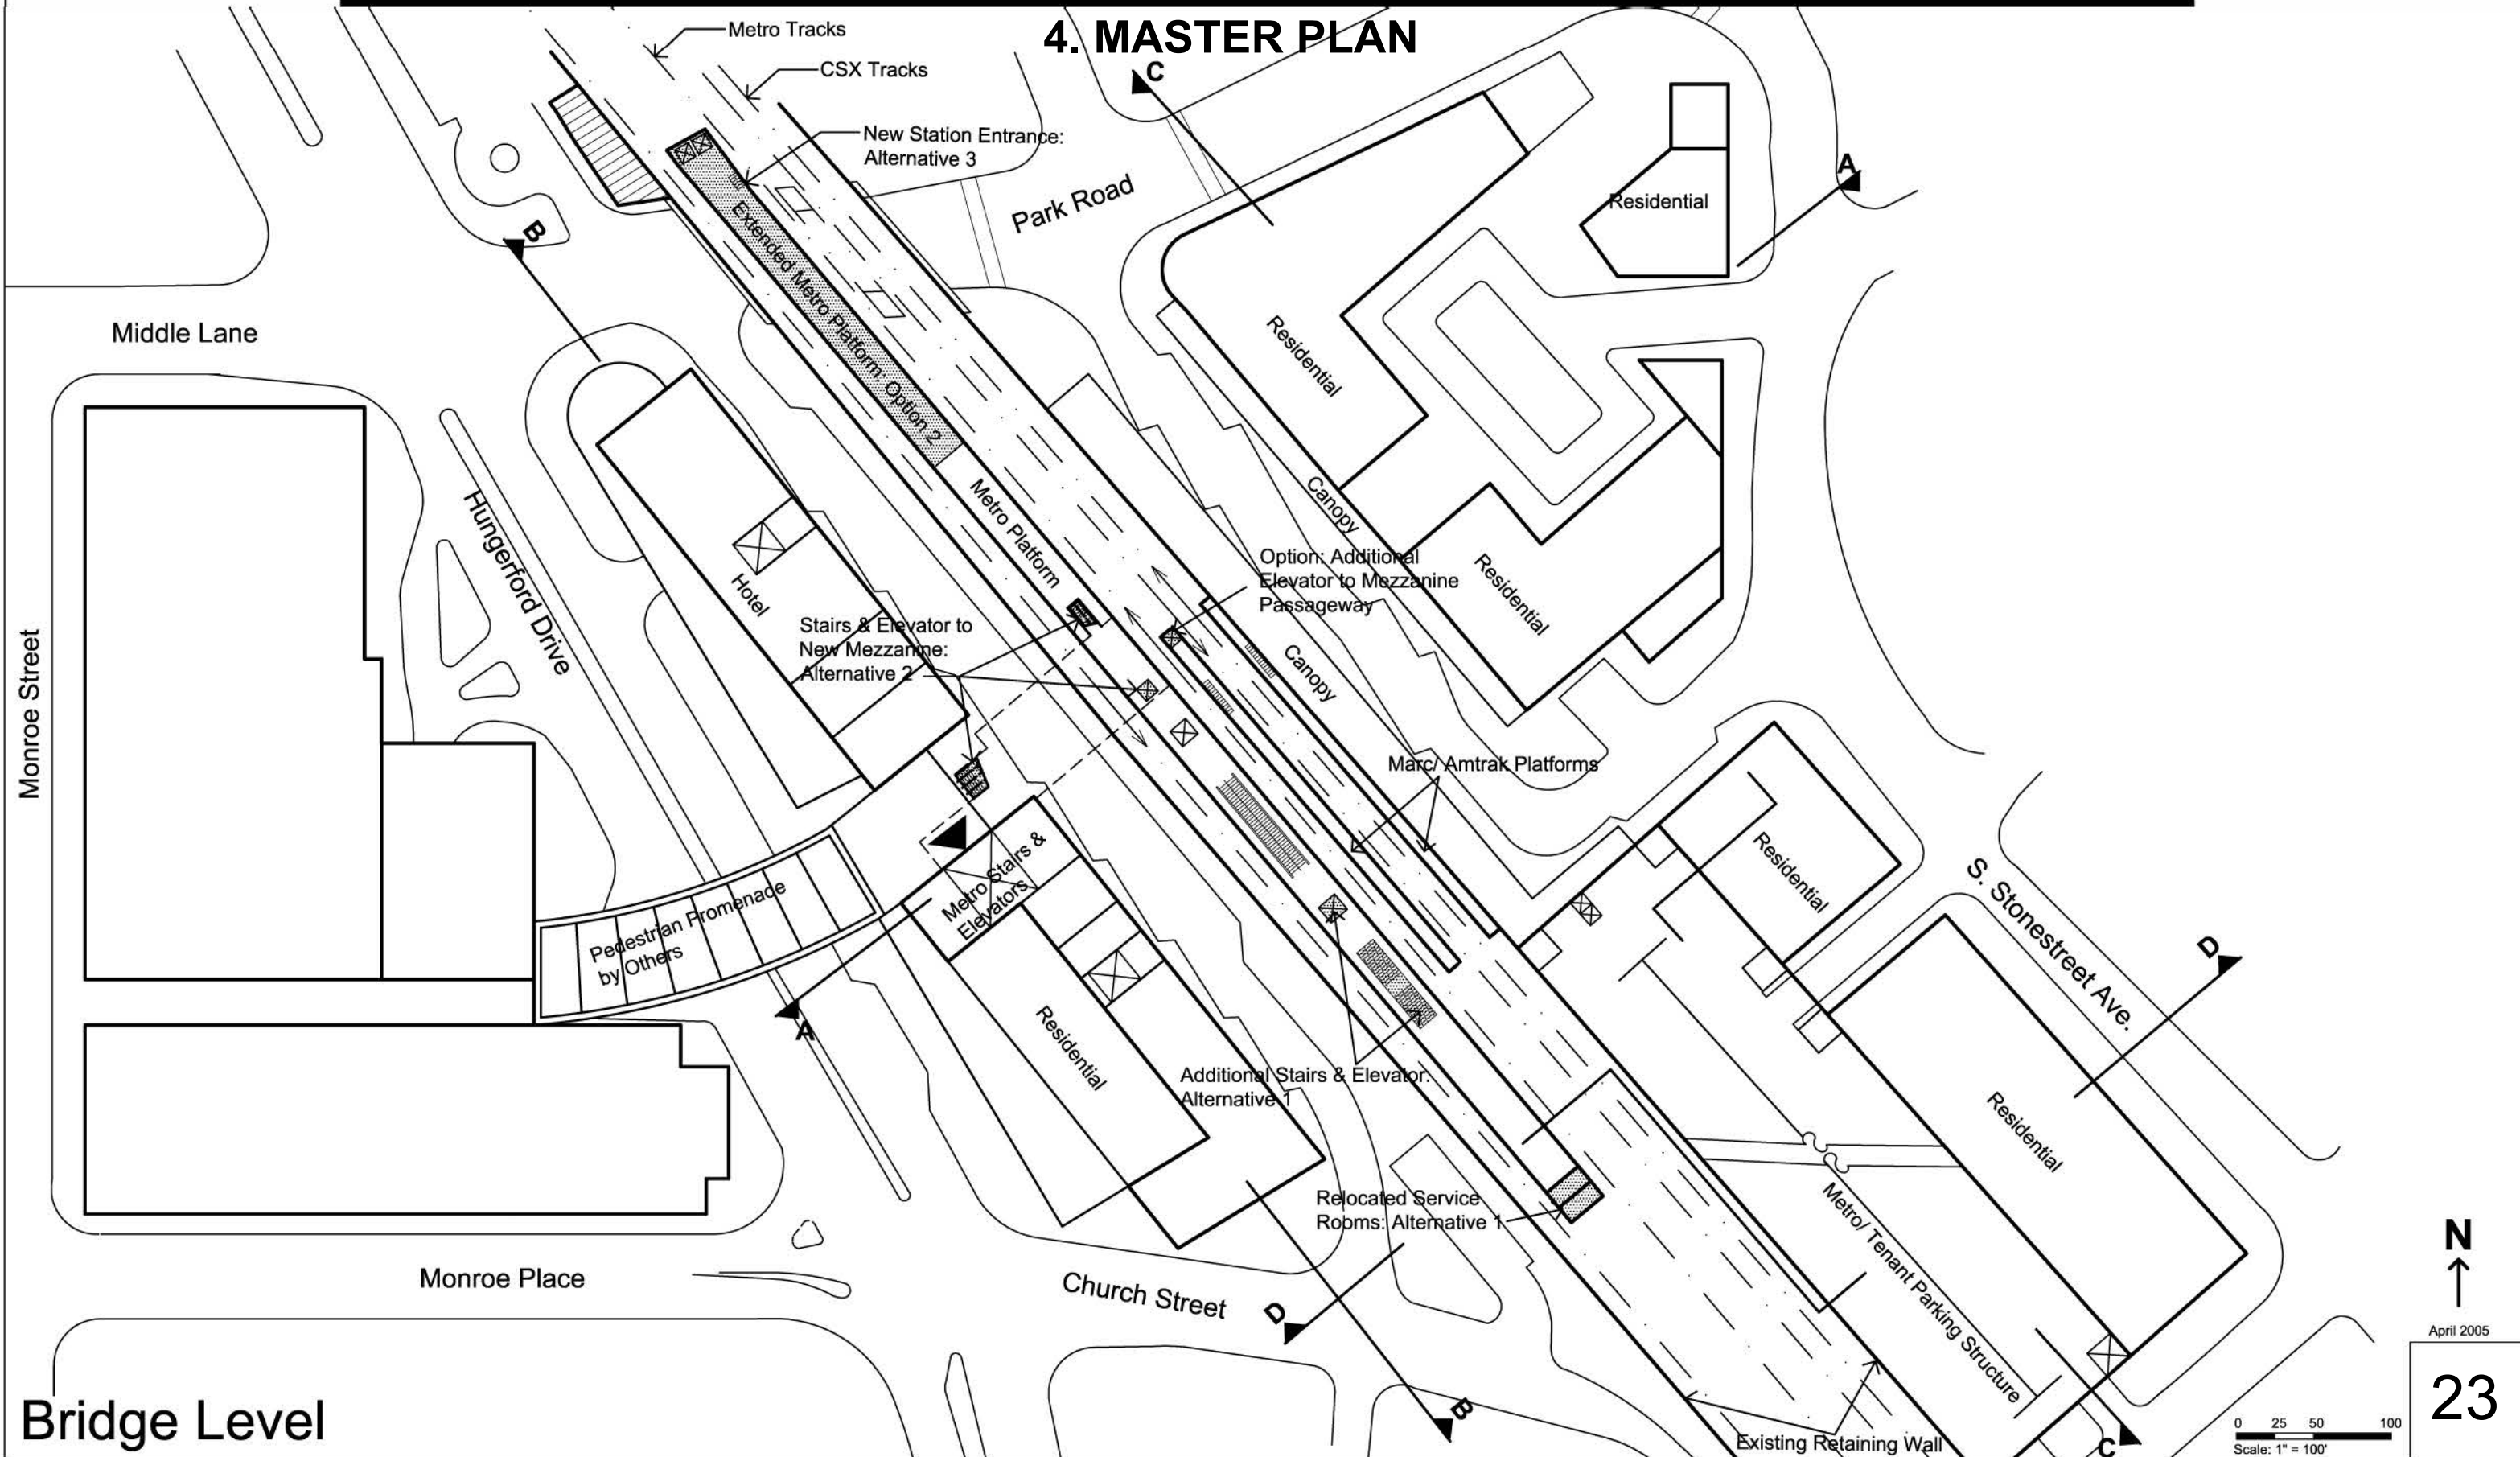 4. MASTER PLAN
Metro Tracks
CSX Tracks
C
New Station Entrance:
Alternative 3
Park Road
A
Residential
B
Extended Metro Platform: Option 2
Middle Lane
Residential
Hungerford Drive
Metro Platform
Canopy
Option: Additional
Elevator to Mezzanine
Passageway
Residential
Hotel
Stairs & Elevator to
New Mezzanine:
Alternative 2
Canopy
Monroe Street
Marc/ Amtrak Platforms
Metro Stairs &
Elevators
Residential
S. Stonestreet Ave.
Pedestrian Promenade
by Others
D
A
Residential
Additional Stairs & Elevator:
Alternative 1
Residential
Relocated Service
Rooms: Alternative 1
Metro/ Tenant Parking Structure
Monroe Place
Church Street
D
N
April 2005
B
Bridge Level
Existing Retaining Wall
C
0 25 50 100
Scale: 1" = 100'
23